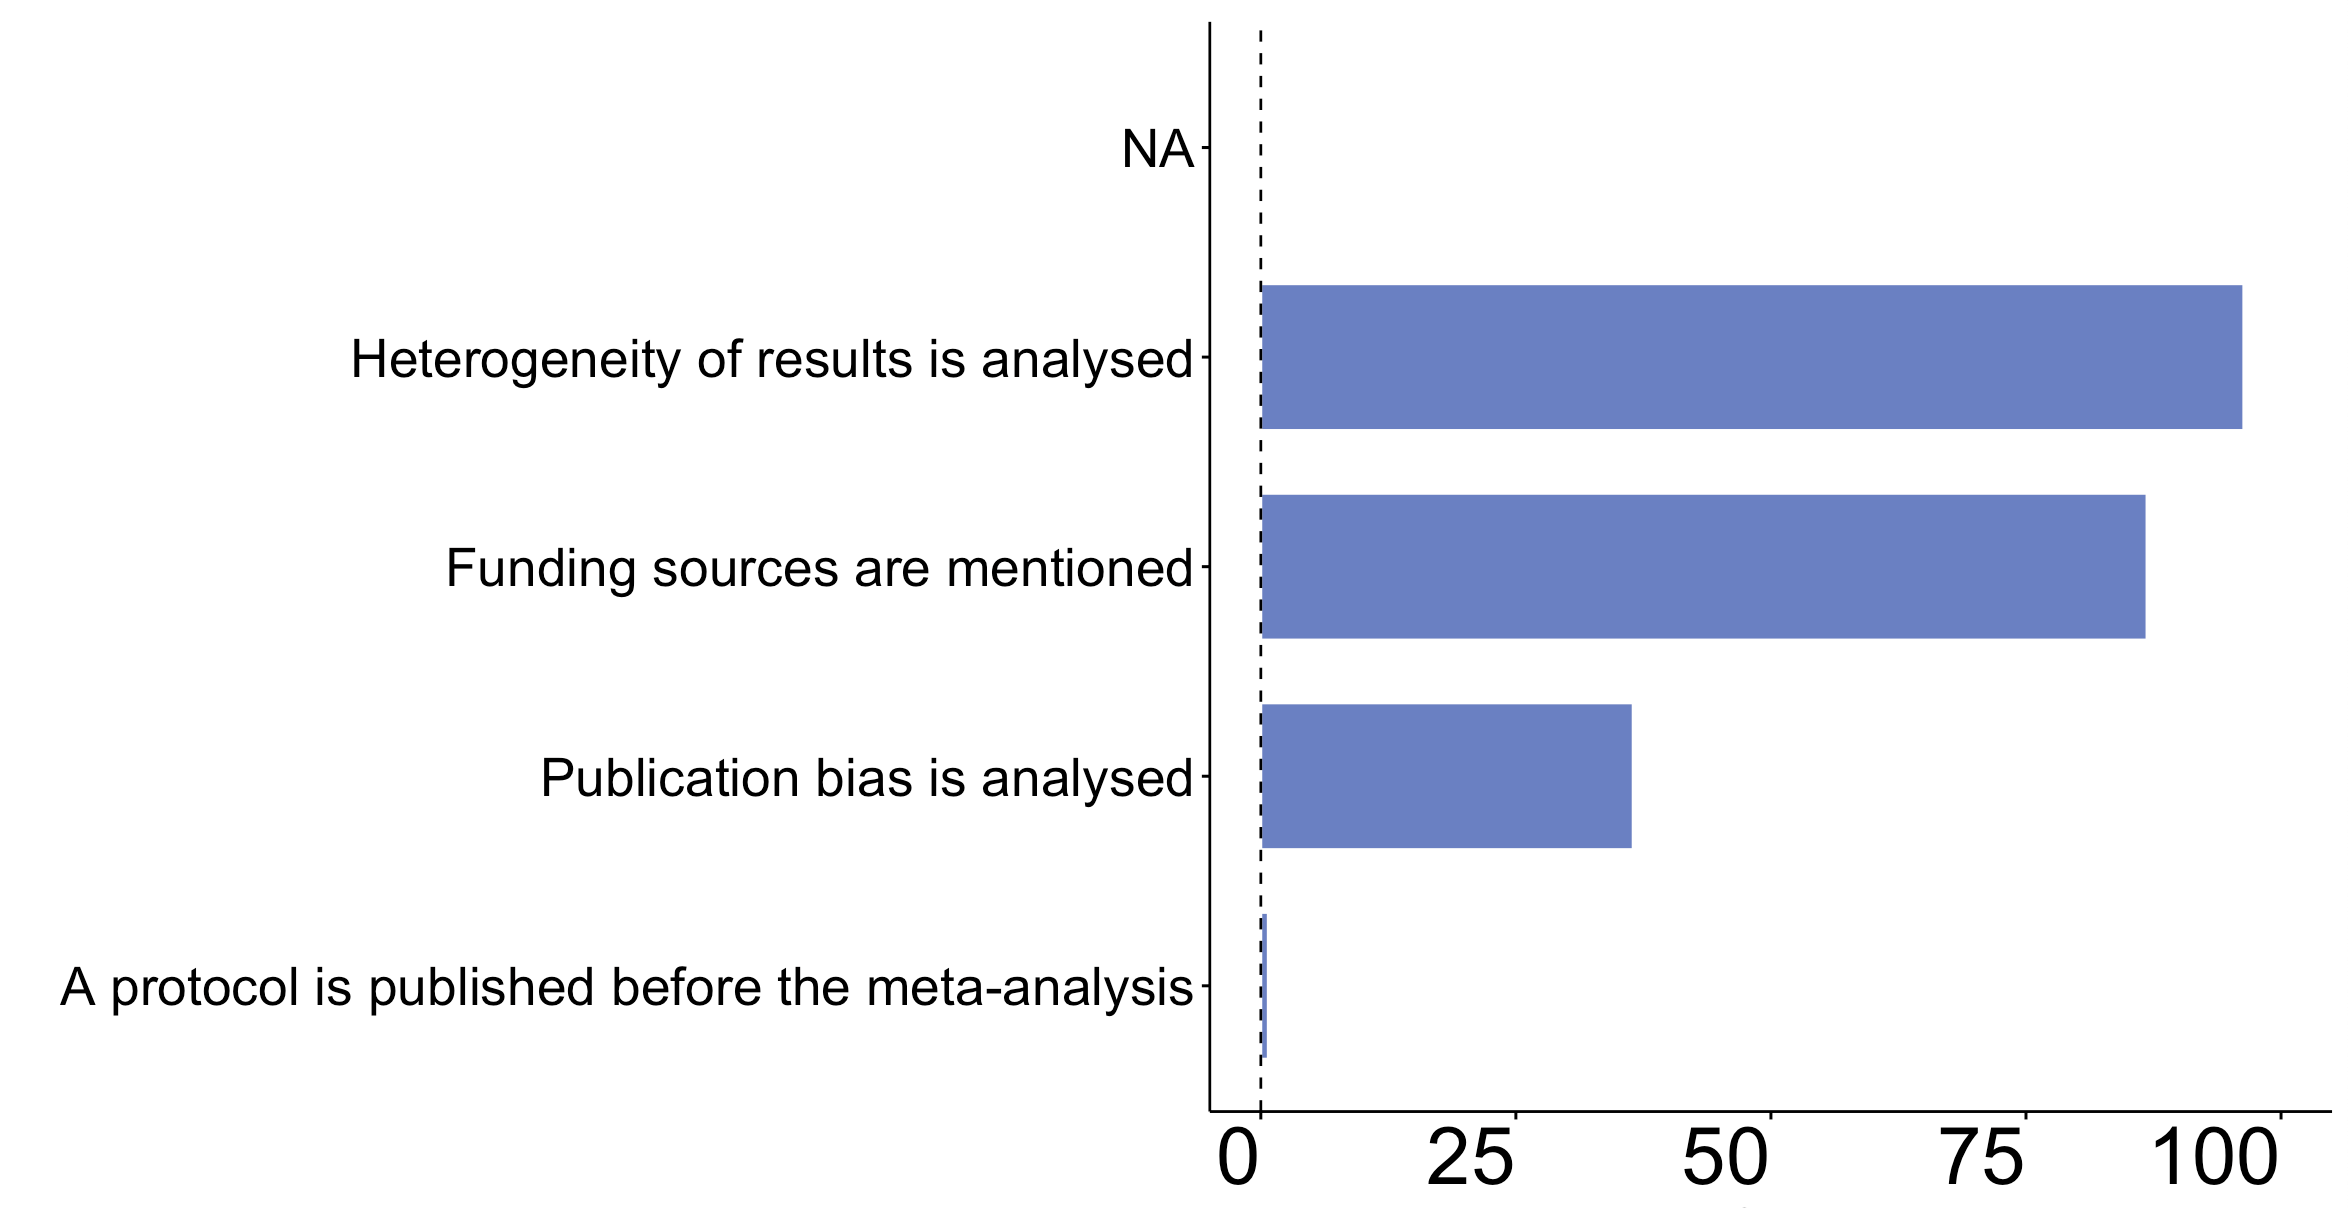 NA
Heterogeneity of results is analysed
Funding sources are mentioned
Publication bias is analysed
A protocol is published before the meta-analysis
0 25 50 75 100